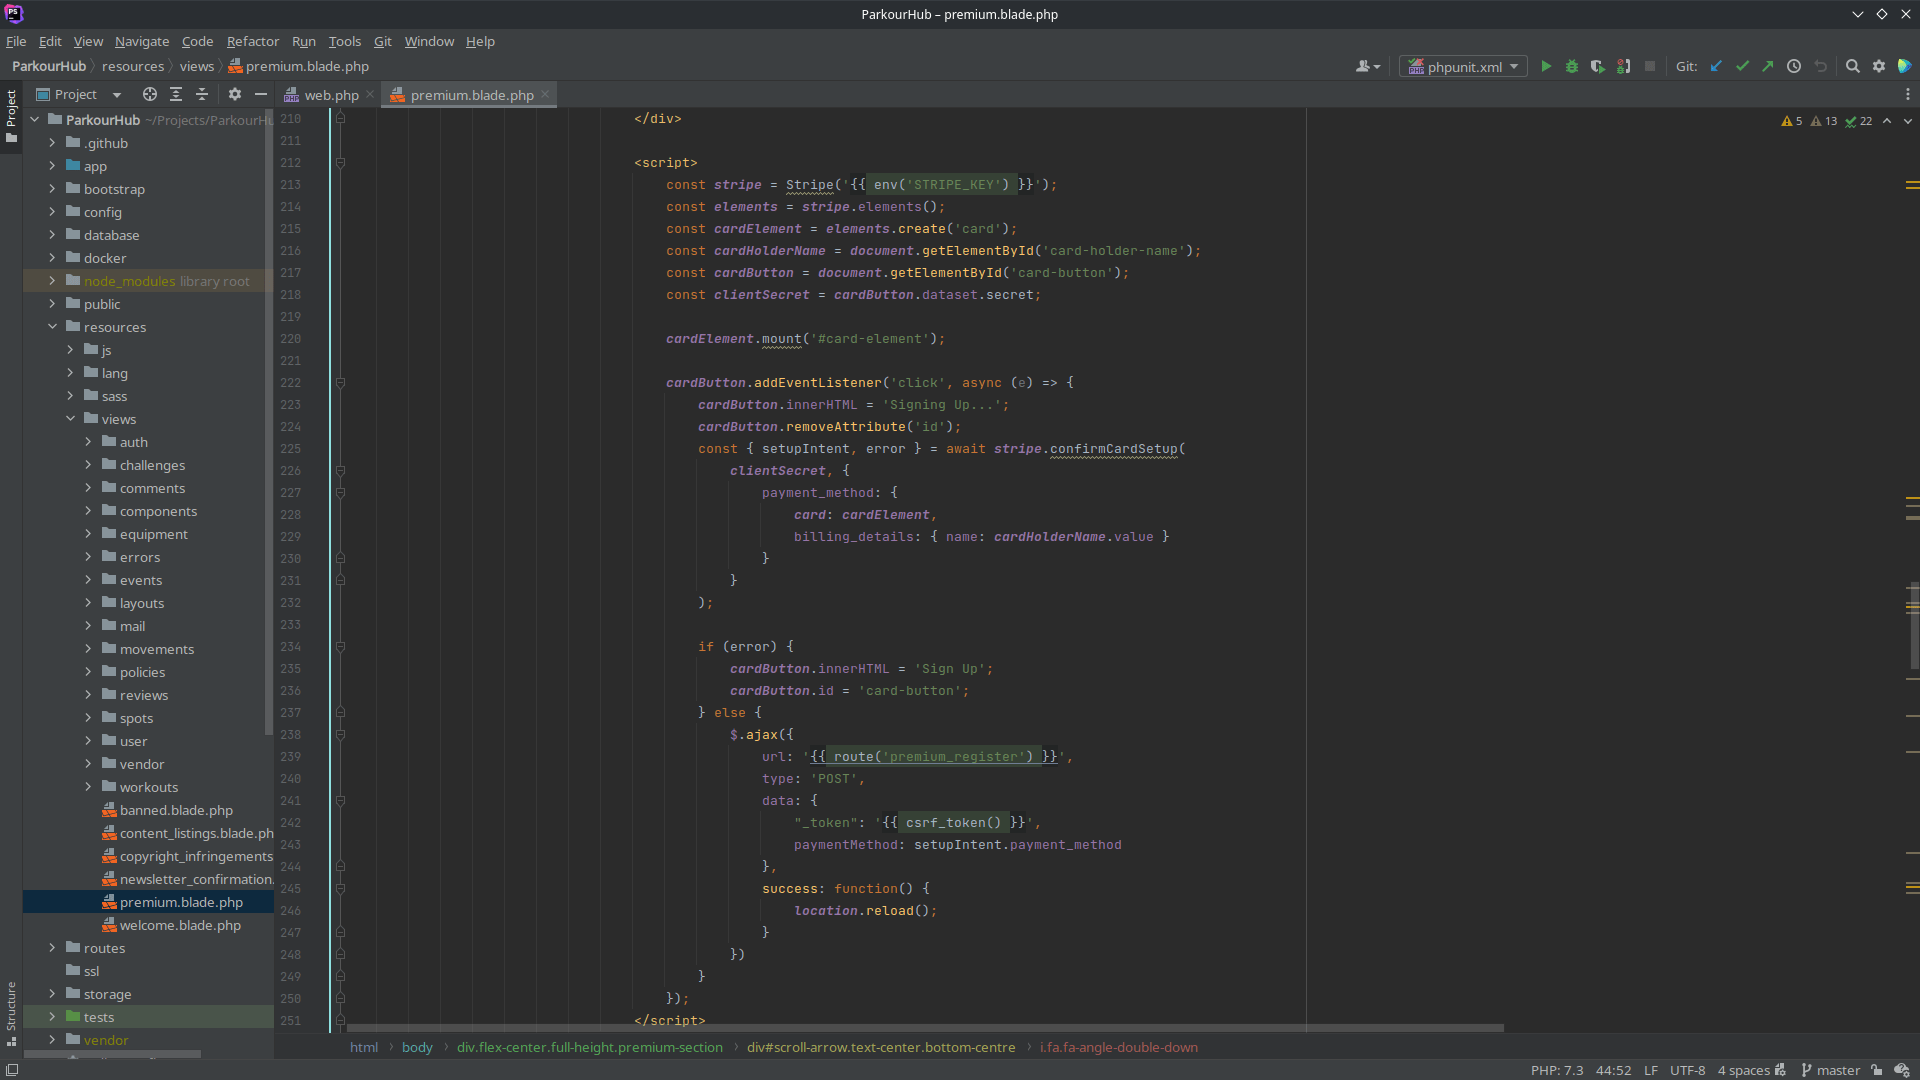 PS
ParkourHub – premium.blade.php
File Edit View Navigate Code Refactor Run Tools Git Window Help
ParkourHub resources views premium.blade.php
phpunit.xml
Git:
Project
web.php
premium.blade.php
Project
Structure
ParkourHub ~/Projects/ParkourHu
.github
app
bootstrap
config
database
docker
node_modules library root
public
resources
js
lang
sass
views
auth
challenges
comments
components
equipment
errors
events
layouts
mail
movements
policies
reviews
spots
user
vendor
workouts
banned.blade.php
content_listings.blade.ph
copyright_infringements
newsletter_confirmation.
premium.blade.php
welcome.blade.php
routes
ssl
storage
tests
vendor
5 13 22
210 </div>
211
212 <script>
213 const stripe = Stripe('{{ env('STRIPE_KEY') }}');
214 const elements = stripe.elements();
215 const cardElement = elements.create('card');
216 const cardHolderName = document.getElementById('card-holder-name');
217 const cardButton = document.getElementById('card-button');
218 const clientSecret = cardButton.dataset.secret;
219
220 cardElement.mount('#card-element');
221
222 cardButton.addEventListener('click', async (e) => {
223 cardButton.innerHTML = 'Signing Up...';
224 cardButton.removeAttribute('id');
225 const { setupIntent, error } = await stripe.confirmCardSetup(
226 clientSecret, {
227 payment_method: {
228 card: cardElement,
229 billing_details: { name: cardHolderName.value }
230 }
231 }
232 );
233
234 if (error) {
235 cardButton.innerHTML = 'Sign Up';
236 cardButton.id = 'card-button';
237 } else {
238 $.ajax({
239 url: '{{ route('premium_register') }}',
240 type: 'POST',
241 data: {
242 "_token": '{{ csrf_token() }}',
243 paymentMethod: setupIntent.payment_method
244 },
245 success: function() {
246 location.reload();
247 }
248 })
249 }
250 });
251 </script>
html body div.flex-center.full-height.premium-section div#scroll-arrow.text-center.bottom-centre i.fa.fa-angle-double-down
PHP: 7.3 44:52 LF UTF-8 4 spaces master